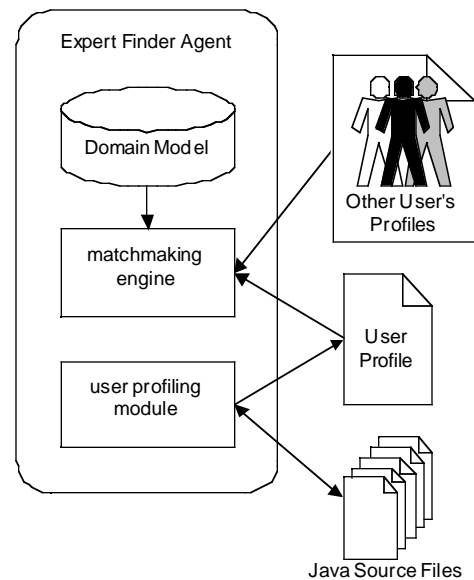 Expert Finder Agent
Domain Model
matchmaking
engine
user profiling
module
Other User's
Profiles
User
Profile
Java Source Files